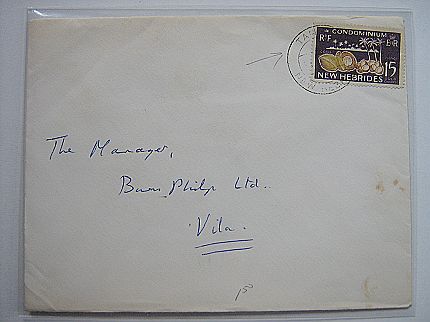 CONDOMINIUM
RF ER
15
NEW HEBRIDES
The Manager,
Burns Philp Ltd.
Vila.